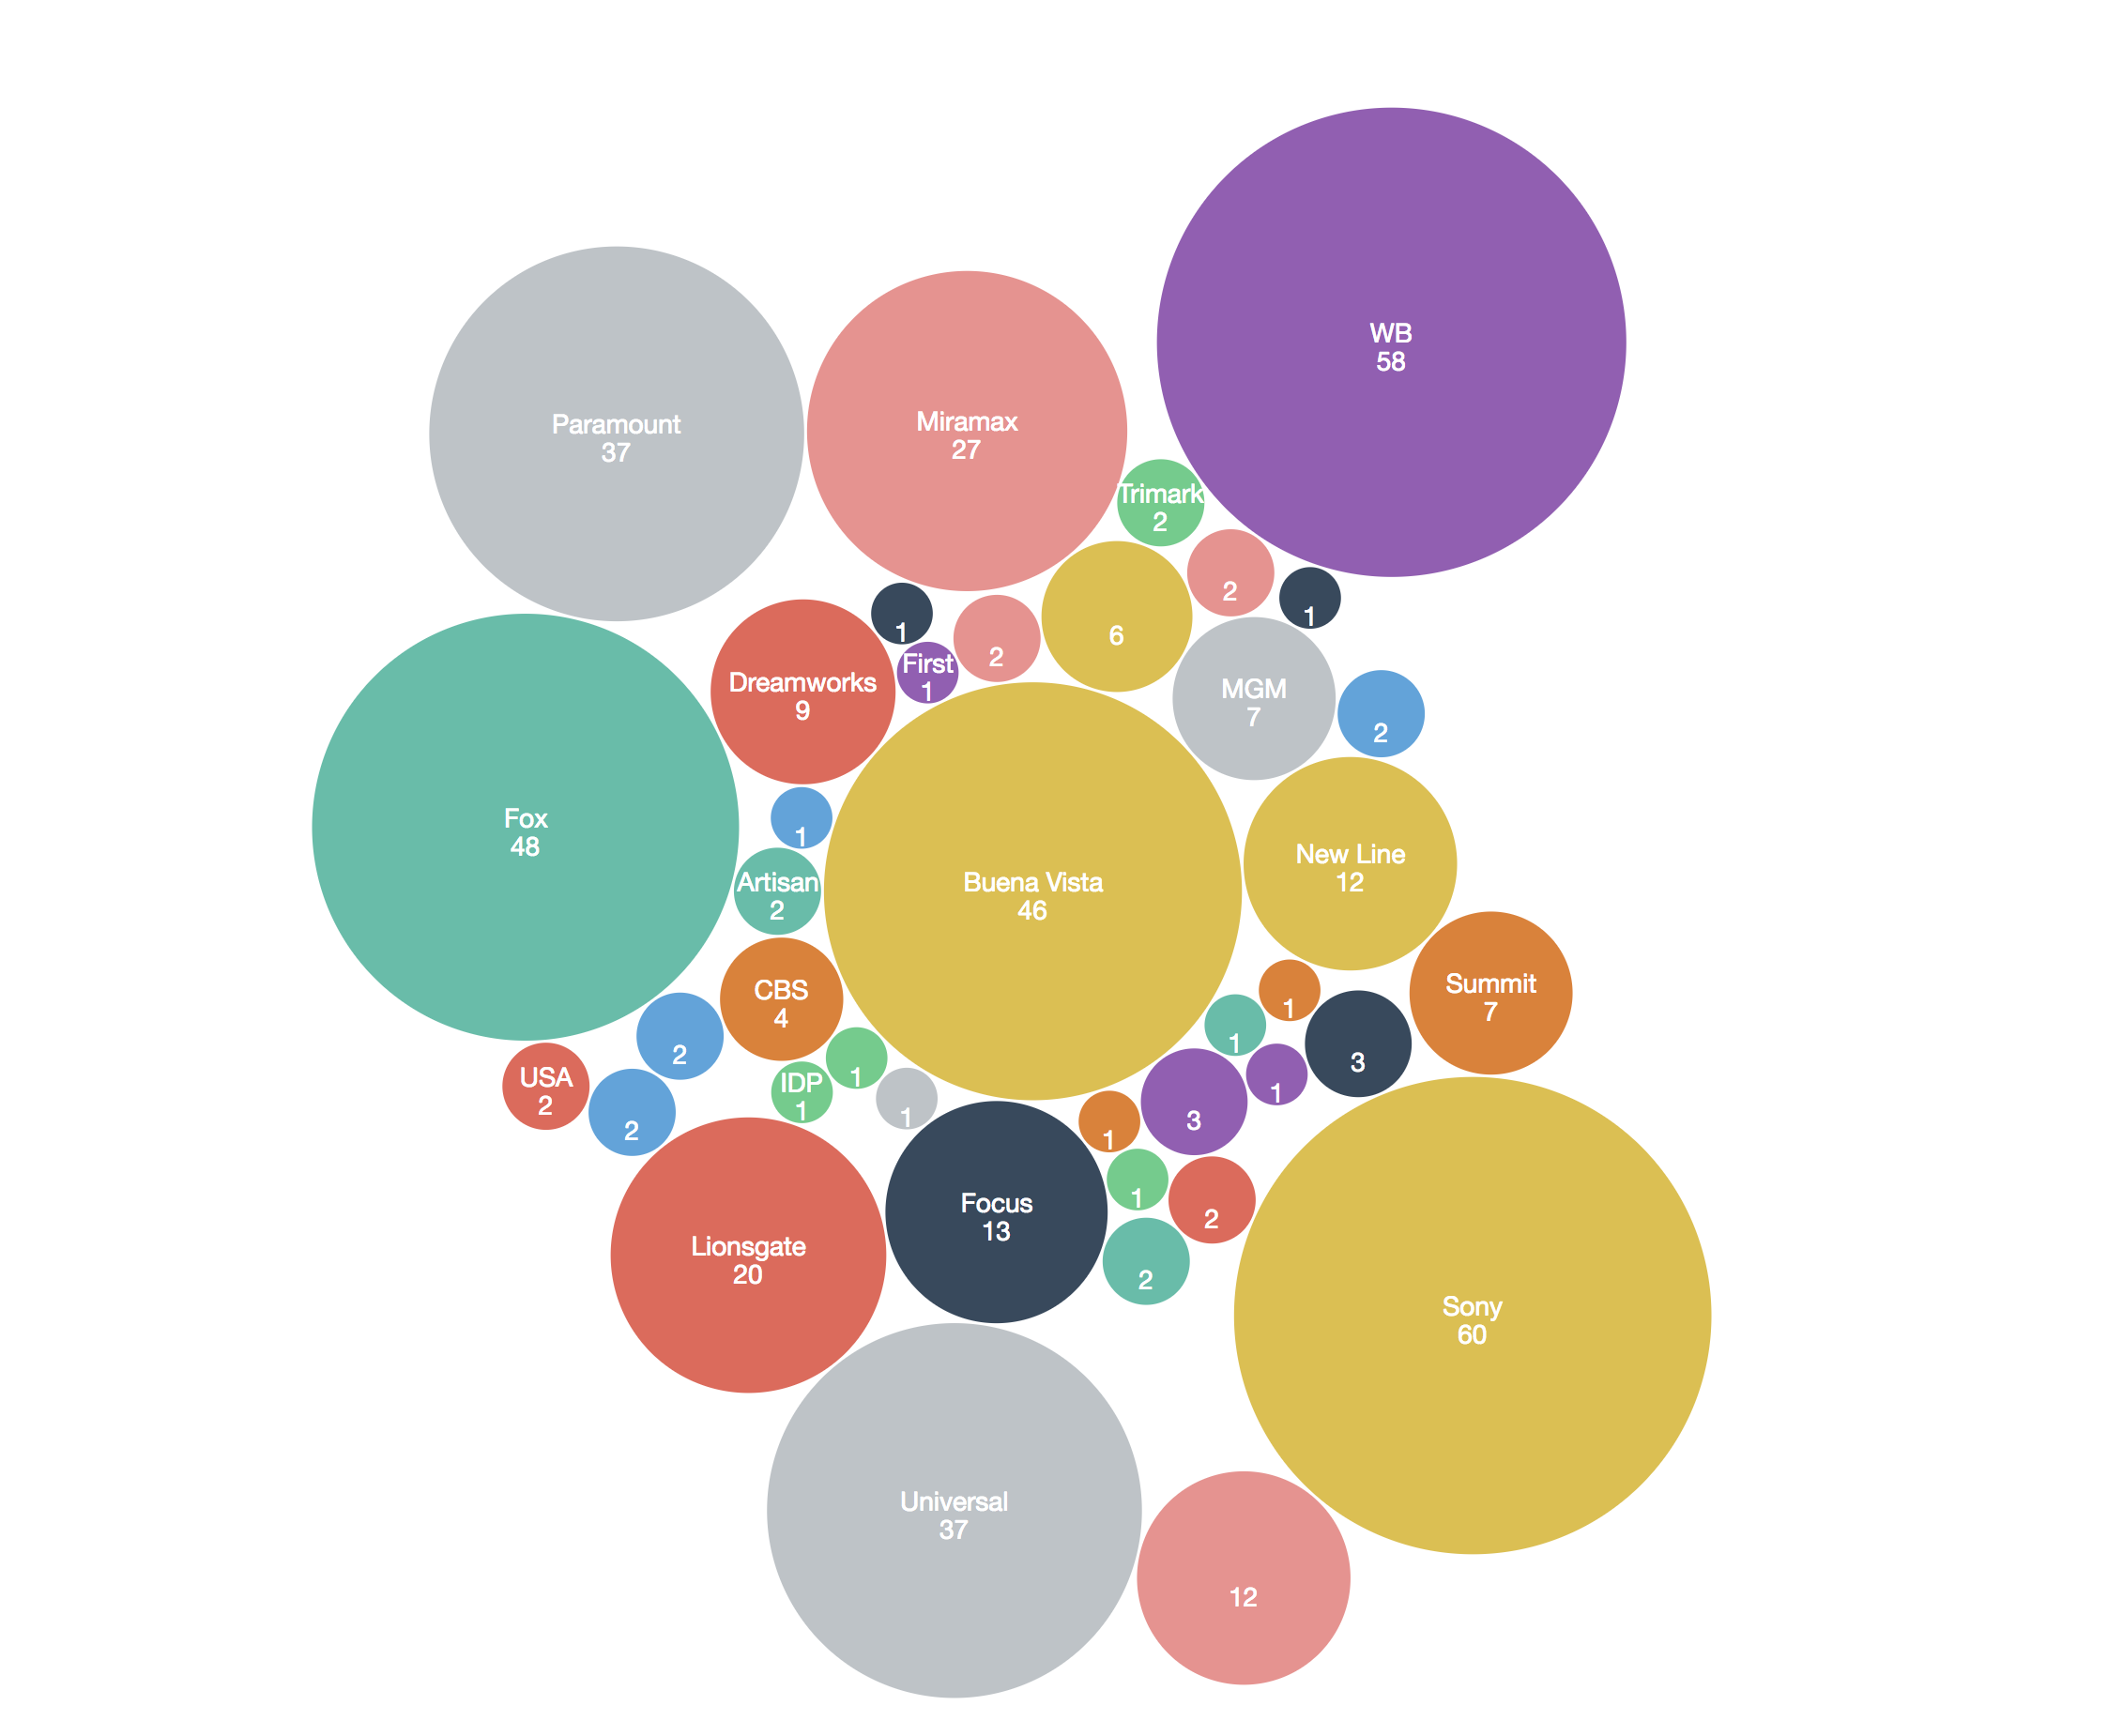 WB
58
Paramount
37
Miramax
27
Trimark
2
2
1
1
6
2
First
1
Dreamworks
9
MGM
7
2
Fox
48
1
New Line
12
Artisan
2
Buena Vista
46
CBS
4
Summit
7
1
1
3
2
1
USA
2
IDP
1
1
1
2
3
1
1
2
Lionsgate
20
Focus
13
2
Sony
60
Universal
37
12